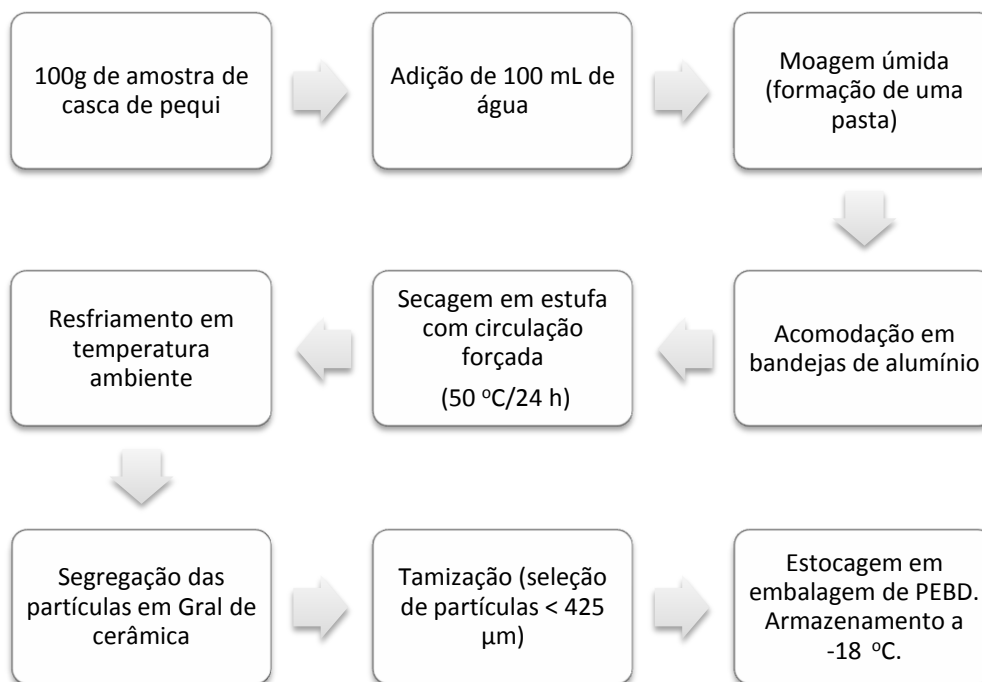 100g de amostra de
casca de pequi
Adição de 100 mL de
água
Moagem úmida
(formação de uma
pasta)
Acomodação em
bandejas de alumínio
Secagem em estufa
com circulação
forçada
(50 ºC/24 h)
Resfriamento em
temperatura
ambiente
Segregação das
partículas em Gral de
cerâmica
Tamização (seleção
de partículas < 425
µm)
Estocagem em
embalagem de PEBD.
Armazenamento a
-18 ºC.